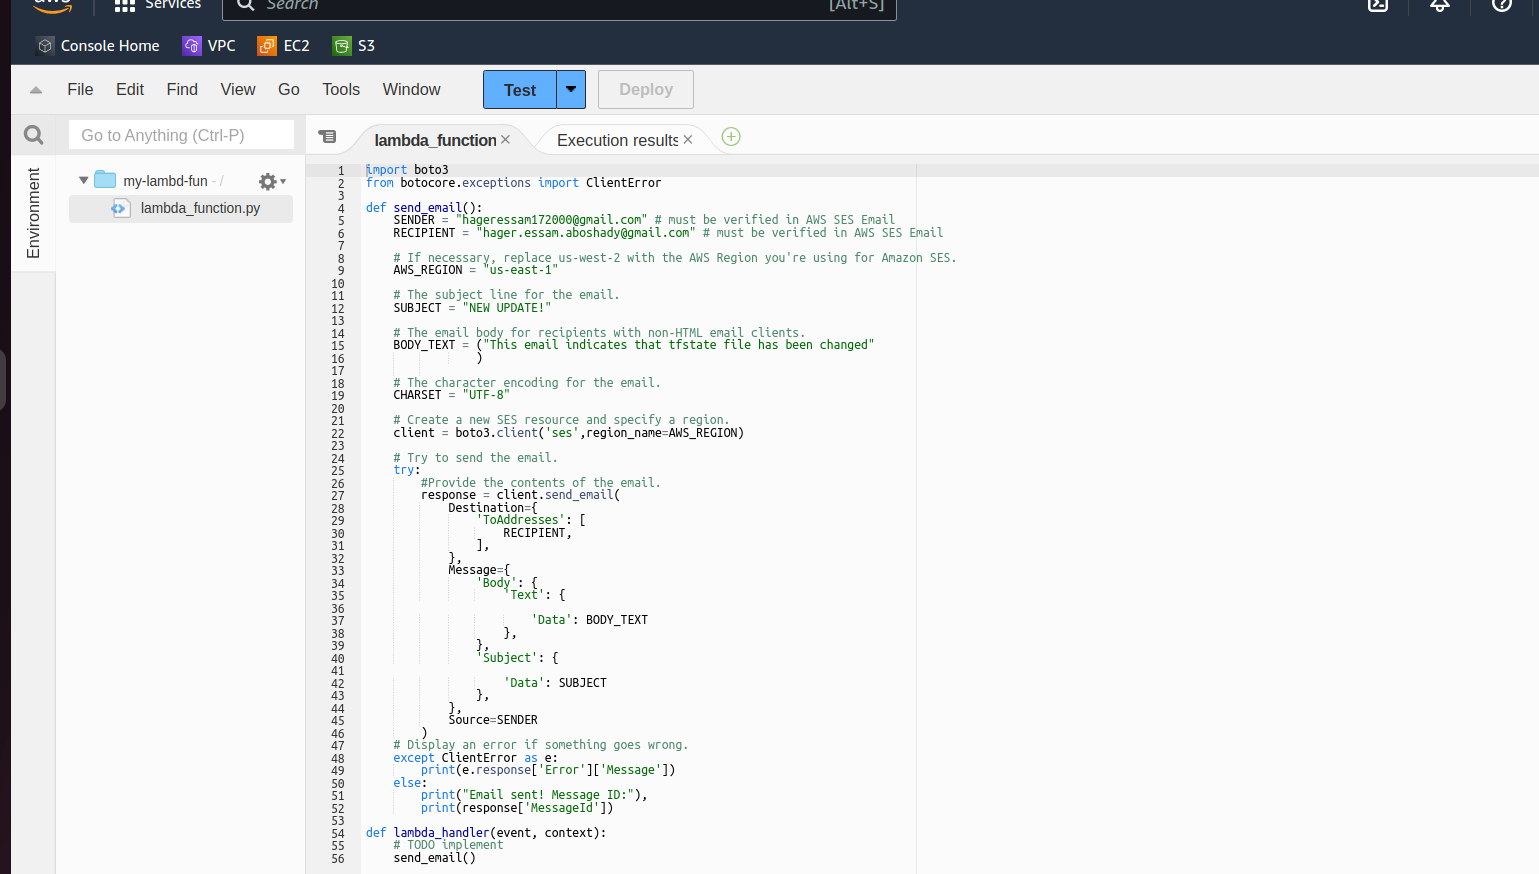 aws
Services
Search
[Alt+S]
Console Home
VPC
EC2
S3
File Edit Find View Go Tools Window
Test
Deploy
Go to Anything (Ctrl-P)
lambda_function ×
Execution results ×
Environment
my-lambd-fun - /
lambda_function.py
1 import boto3
2 from botocore.exceptions import ClientError
3
4 def send_email():
5     SENDER = "hageressam172000@gmail.com" # must be verified in AWS SES Email
6     RECIPIENT = "hager.essam.aboshady@gmail.com" # must be verified in AWS SES Email
7
8     # If necessary, replace us-west-2 with the AWS Region you're using for Amazon SES.
9     AWS_REGION = "us-east-1"
10
11     # The subject line for the email.
12     SUBJECT = "NEW UPDATE!"
13
14     # The email body for recipients with non-HTML email clients.
15     BODY_TEXT = ("This email indicates that tfstate file has been changed"
16                 )
17
18     # The character encoding for the email.
19     CHARSET = "UTF-8"
20
21     # Create a new SES resource and specify a region.
22     client = boto3.client('ses',region_name=AWS_REGION)
23
24     # Try to send the email.
25     try:
26         #Provide the contents of the email.
27         response = client.send_email(
28             Destination={
29                 'ToAddresses': [
30                     RECIPIENT,
31                 ],
32             },
33             Message={
34                 'Body': {
35                     'Text': {
36
37                         'Data': BODY_TEXT
38                     },
39                 },
40                 'Subject': {
41
42                     'Data': SUBJECT
43                 },
44             },
45             Source=SENDER
46         )
47     # Display an error if something goes wrong.
48     except ClientError as e:
49         print(e.response['Error']['Message'])
50     else:
51         print("Email sent! Message ID:"),
52         print(response['MessageId'])
53
54 def lambda_handler(event, context):
55     # TODO implement
56     send_email()